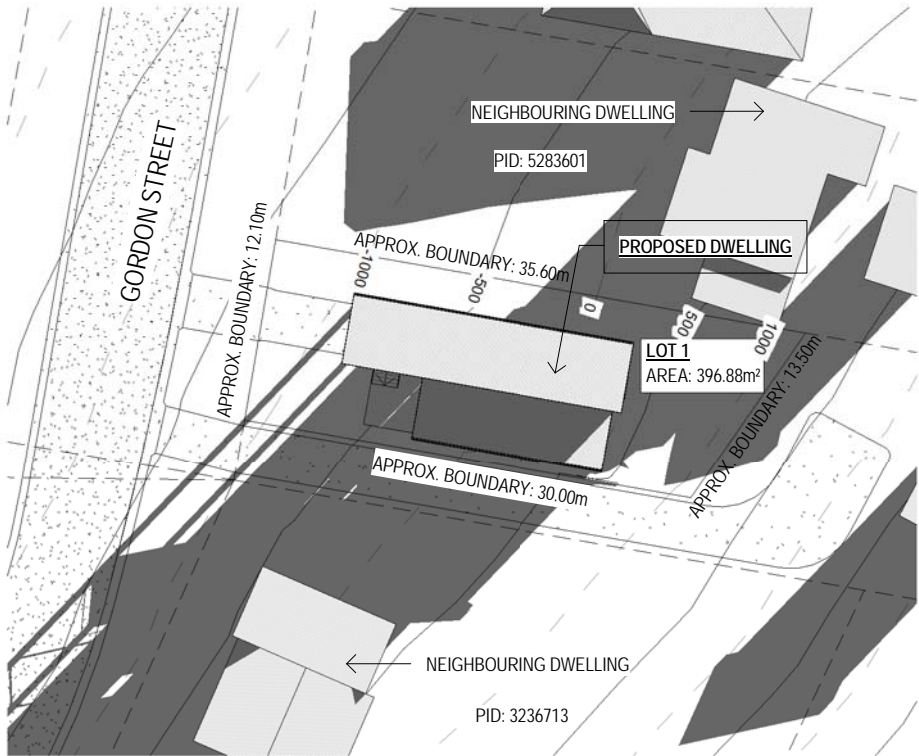 NEIGHBOURING DWELLING
PID: 5283601
GORDON STREET
APPROX. BOUNDARY: 12.10m
APPROX. BOUNDARY: 35.60m
PROPOSED DWELLING
-1000
-500
0
500
1000
LOT 1
AREA: 396.88m²
APPROX. BOUNDARY: 13.50m
APPROX. BOUNDARY: 30.00m
NEIGHBOURING DWELLING
PID: 3236713